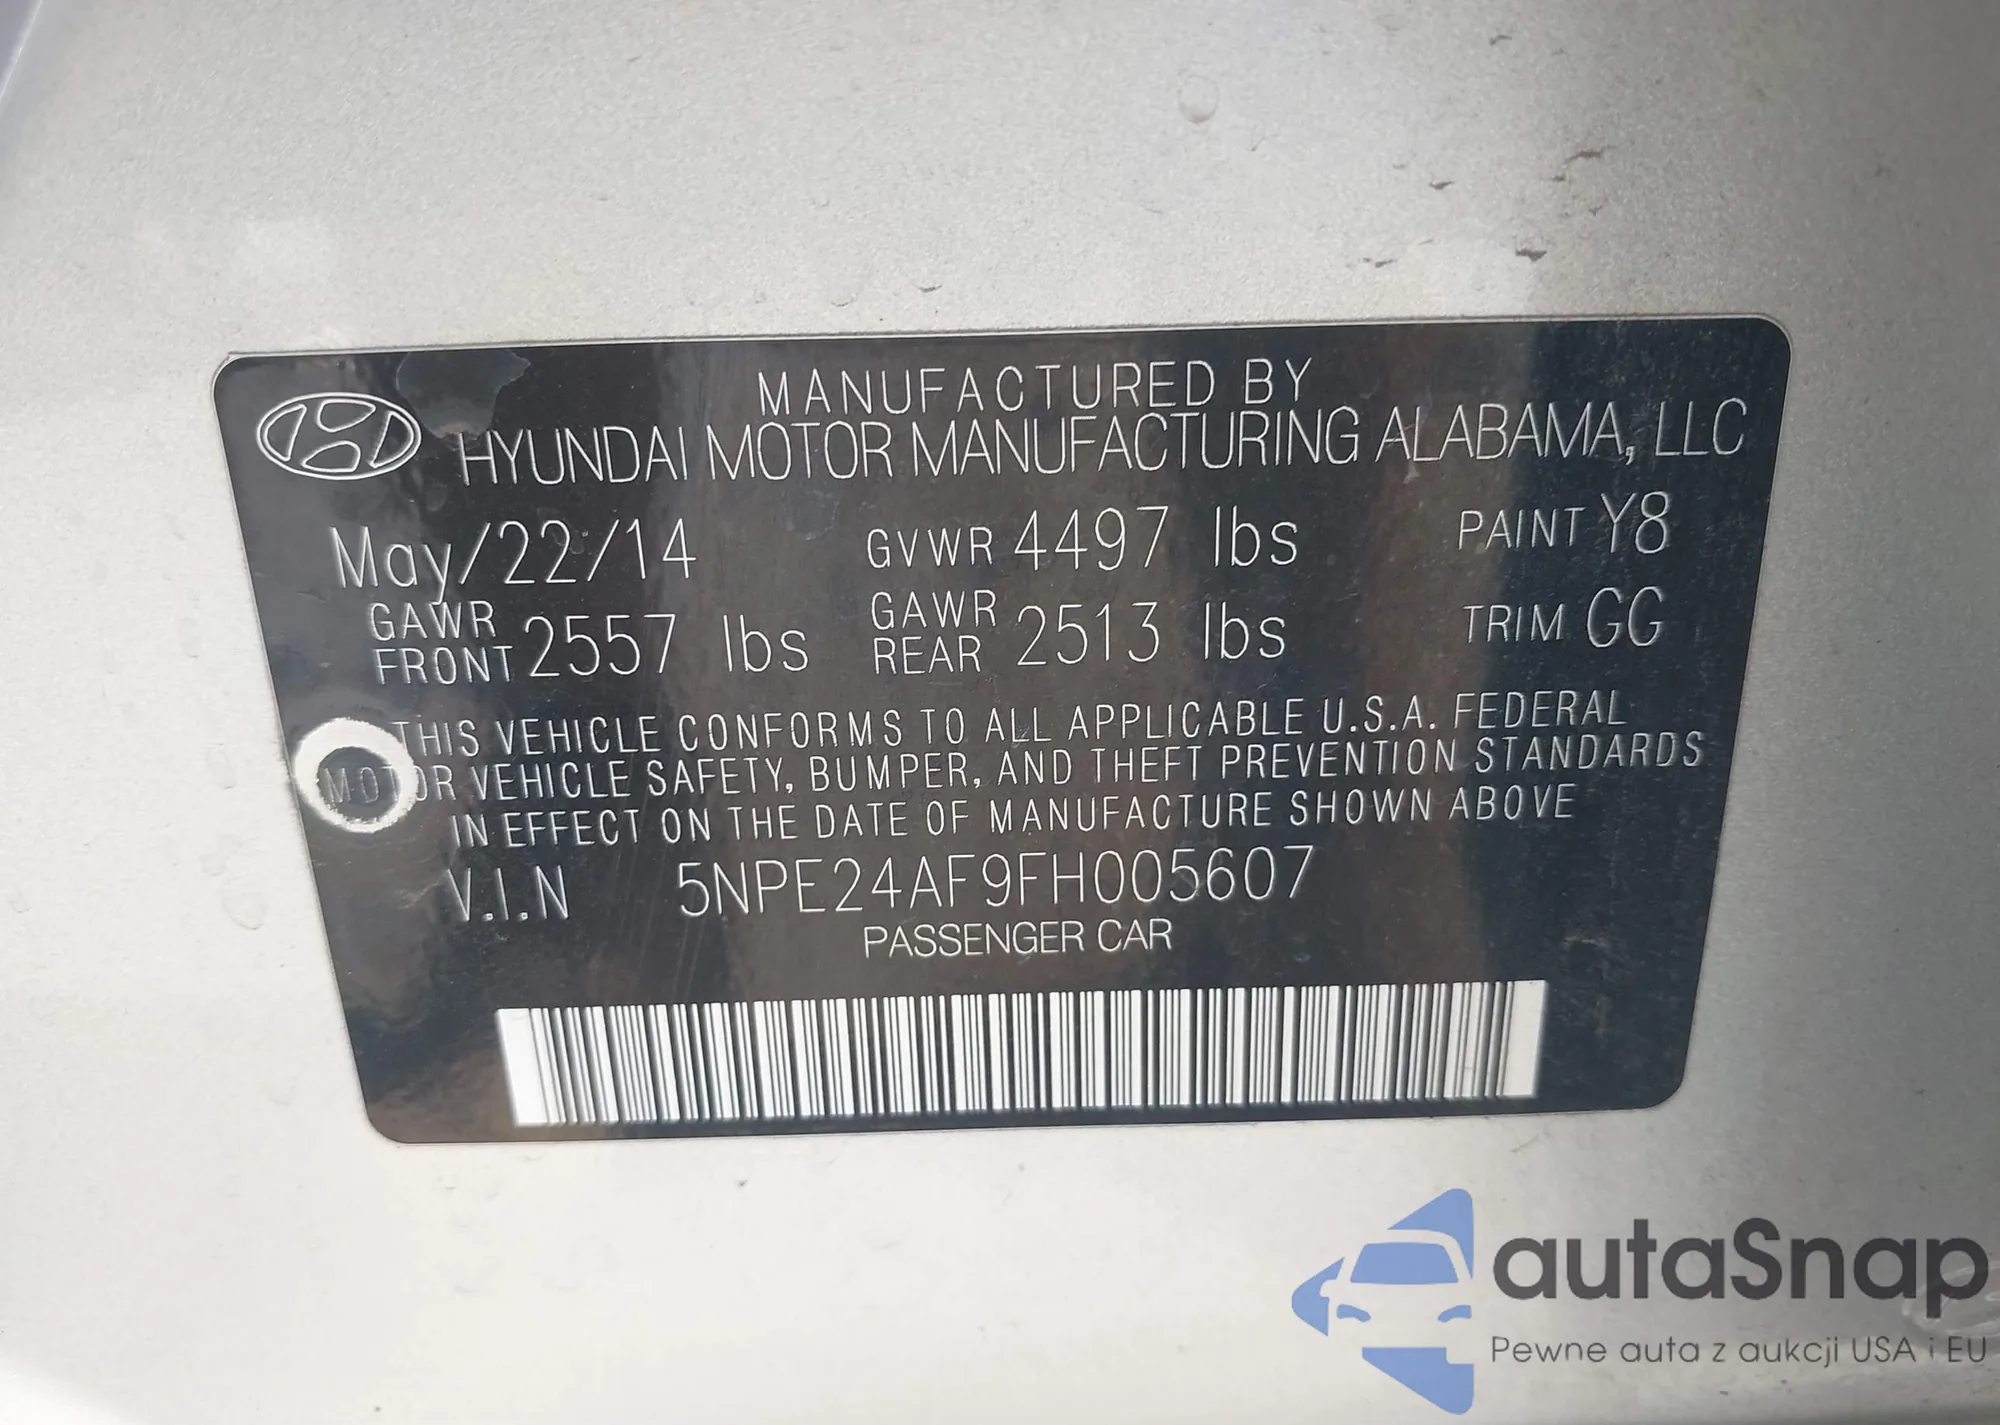 MANUFACTURED BY
HYUNDAI MOTOR MANUFACTURING ALABAMA, LLC
May/22/14 GVWR 4497 lbs PAINT Y8
GAWR FRONT 2557 lbs GAWR REAR 2513 lbs TRIM GG
THIS VEHICLE CONFORMS TO ALL APPLICABLE U.S.A. FEDERAL
MOTOR VEHICLE SAFETY, BUMPER, AND THEFT PREVENTION STANDARDS
IN EFFECT ON THE DATE OF MANUFACTURE SHOWN ABOVE
V.I.N 5NPE24AF9FH005607
PASSENGER CAR
autaSnap
Pewne auta z aukcji USA i EU